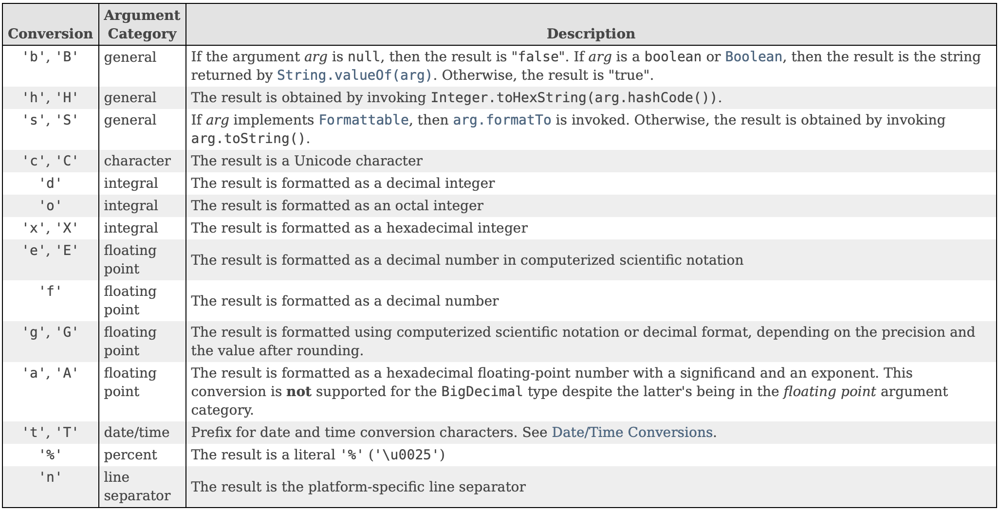 Conversion Argument Category Description
'b', 'B' general If the argument arg is null, then the result is "false". If arg is a boolean or Boolean, then the result is the string
returned by String.valueOf(arg). Otherwise, the result is "true".
'h', 'H' general The result is obtained by invoking Integer.toHexString(arg.hashCode()).
's', 'S' general If arg implements Formattable, then arg.formatTo is invoked. Otherwise, the result is obtained by invoking
arg.toString().
'c', 'C' character The result is a Unicode character
'd' integral The result is formatted as a decimal integer
'o' integral The result is formatted as an octal integer
'x', 'X' integral The result is formatted as a hexadecimal integer
'e', 'E' floating point The result is formatted as a decimal number in computerized scientific notation
'f' floating point The result is formatted as a decimal number
'g', 'G' floating point The result is formatted using computerized scientific notation or decimal format, depending on the precision and
the value after rounding.
'a', 'A' floating point The result is formatted as a hexadecimal floating-point number with a significand and an exponent. This
conversion is not supported for the BigDecimal type despite the latter's being in the floating point argument
category.
't', 'T' date/time Prefix for date and time conversion characters. See Date/Time Conversions.
'%' percent The result is a literal '%' ('\u0025')
'n' line separator The result is the platform-specific line separator